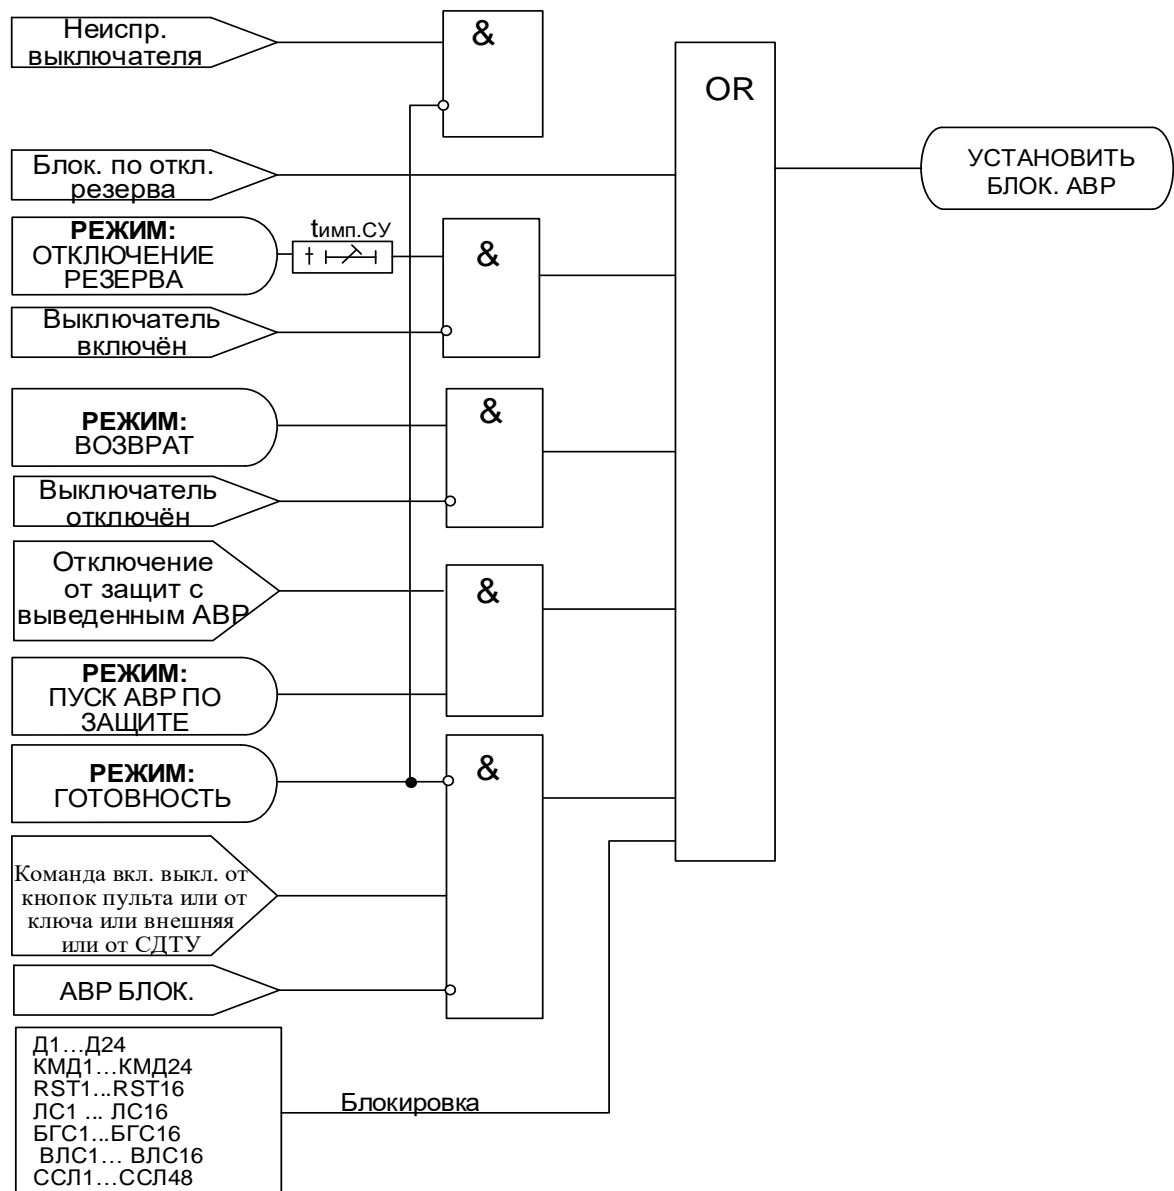 Неиспр.
выключателя
&
OR
Блок. по откл.
резерва
УСТАНОВИТЬ
БЛОК. АВР
РЕЖИМ:
ОТКЛЮЧЕНИЕ
РЕЗЕРВА
tимп.СУ
&
Выключатель
включён
РЕЖИМ:
ВОЗВРАТ
&
Выключатель
отключён
Отключение
от защит с
выведенным АВР
&
РЕЖИМ:
ПУСК АВР ПО
ЗАЩИТЕ
РЕЖИМ:
ГОТОВНОСТЬ
&
Команда вкл. выкл. от
кнопок пульта или от
ключа или внешняя
или от СДТУ
АВР БЛОК.
Д1...Д24
КМД1...КМД24
RST1...RST16
ЛС1 ... ЛС16
БГС1...БГС16
ВЛС1... ВЛС16
ССЛ1...ССЛ48
Блокировка